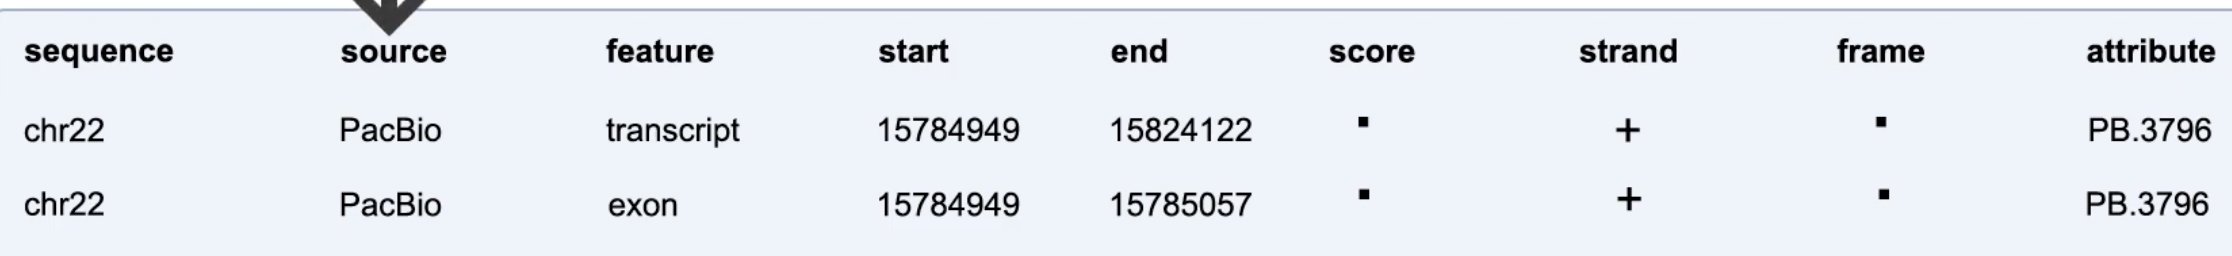 sequence source feature start end score strand frame attribute
chr22 PacBio transcript 15784949 15824122 . + . PB.3796
chr22 PacBio exon 15784949 15785057 . + . PB.3796